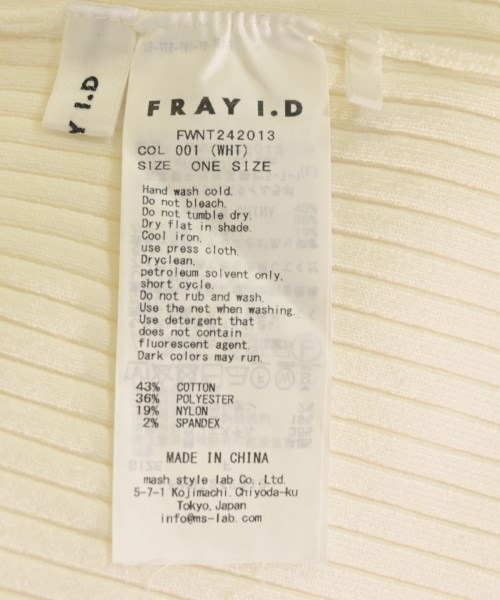 Y I.D
FRAY I.D
FWNT242013
COL 001 (WHT)
SIZE ONE SIZE
Hand wash cold.
Do not bleach.
Do not tumble dry.
Dry flat in shade.
Cool iron,
use press cloth.
Dryclean,
petroleum solvent only,
short cycle.
Do not rub and wash.
Use the net when washing.
Use detergent that
does not contain
fluorescent agent.
Dark colors may run.
43% COTTON
36% POLYESTER
19% NYLON
2% SPANDEX
MADE IN CHINA
mash style lab Co.,Ltd.
5-7-1 Kojimachi.Chiyoda-ku
Tokyo,Japan
info@ms-lab.com